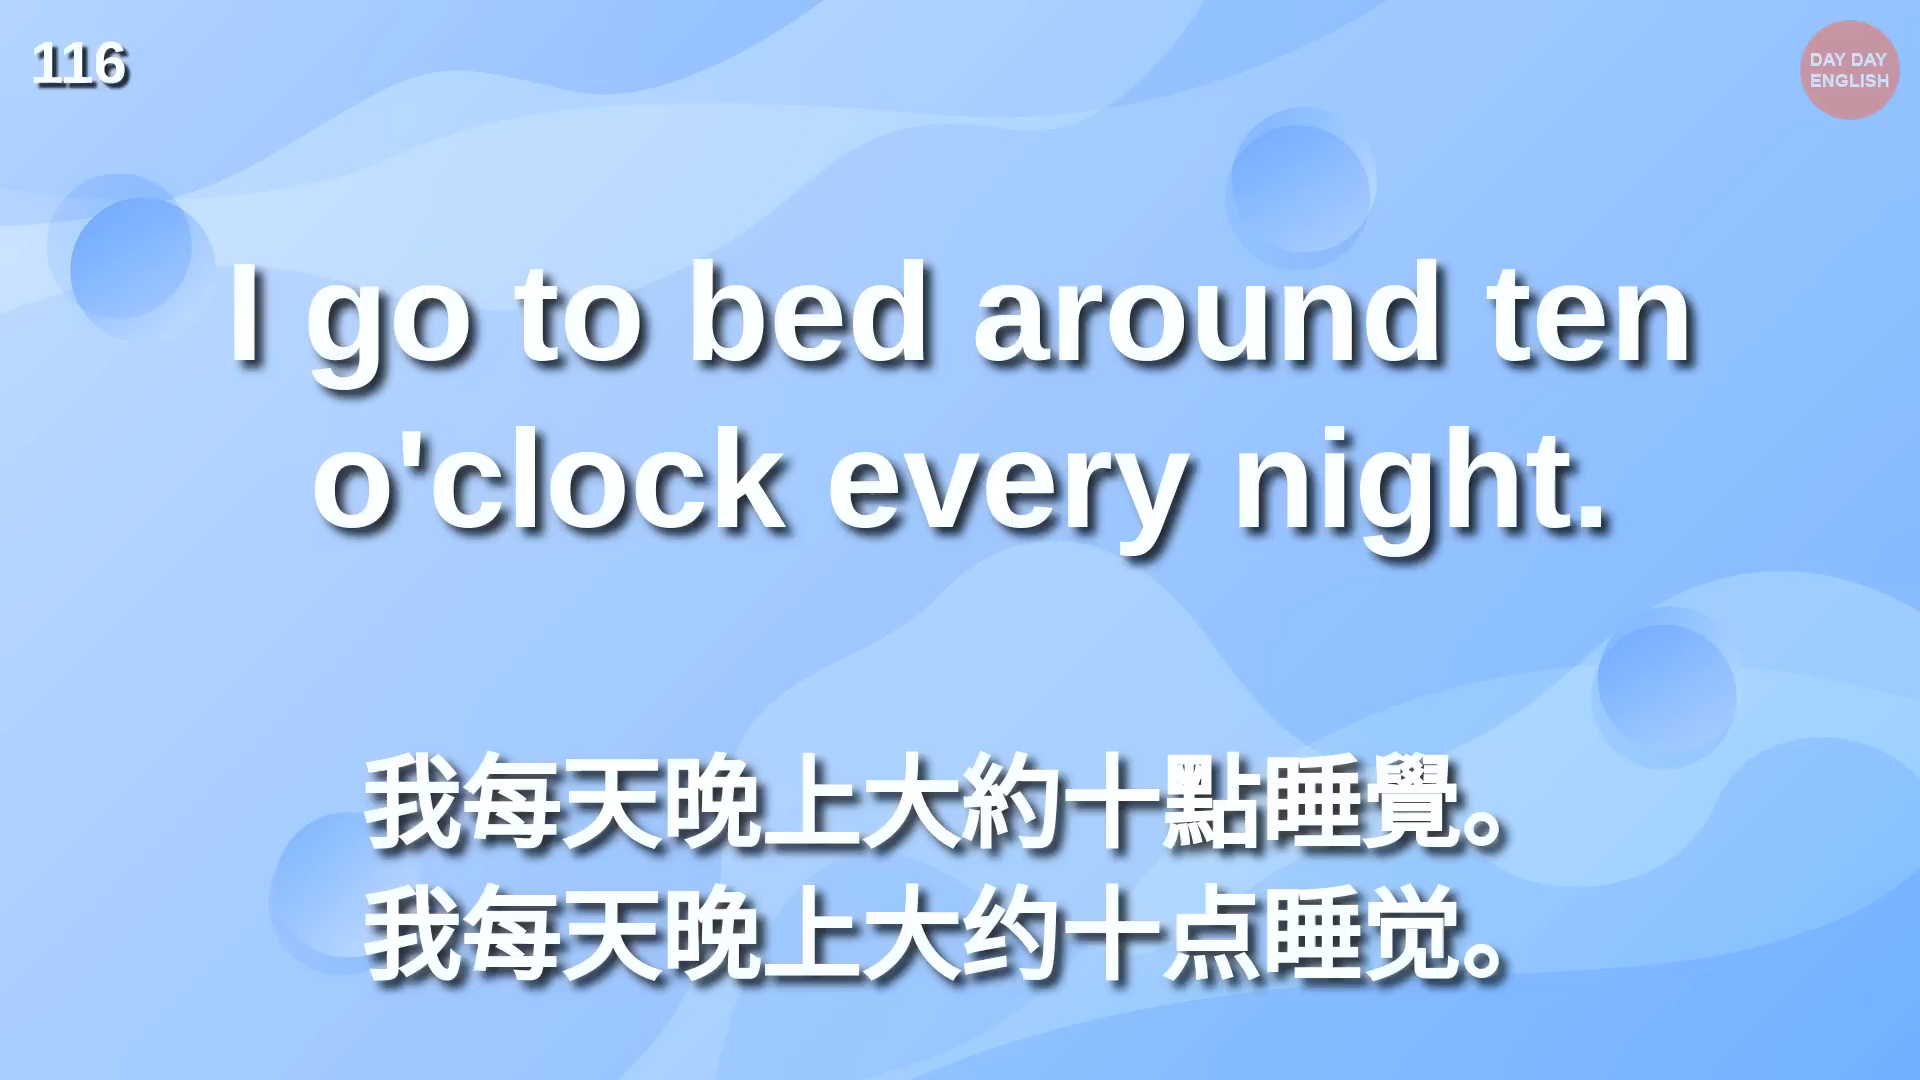 116
DAY DAY
ENGLISH
I go to bed around ten
o'clock every night.
我每天晚上大約十點睡覺。
我每天晚上大约十点睡觉。